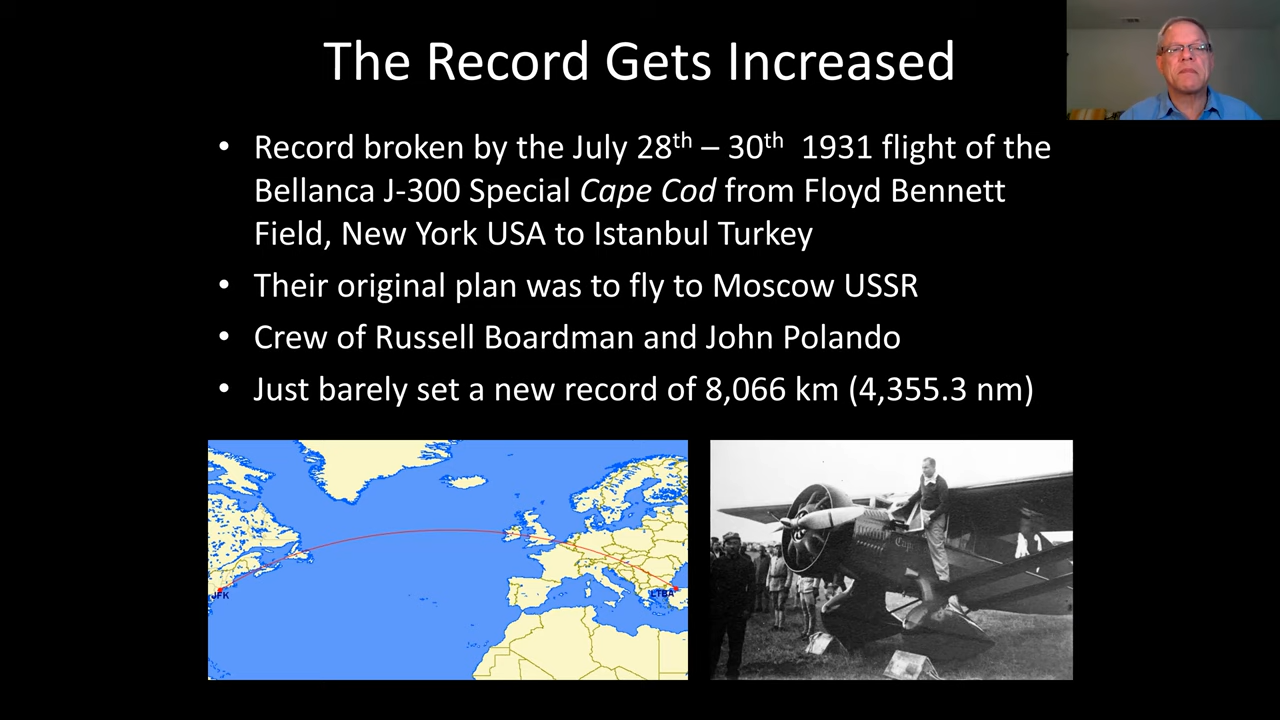 The Record Gets Increased
• Record broken by the July 28th – 30th 1931 flight of the
Bellanca J-300 Special Cape Cod from Floyd Bennett
Field, New York USA to Istanbul Turkey
• Their original plan was to fly to Moscow USSR
• Crew of Russell Boardman and John Polando
• Just barely set a new record of 8,066 km (4,355.3 nm)
JFK
LTBA
Cap